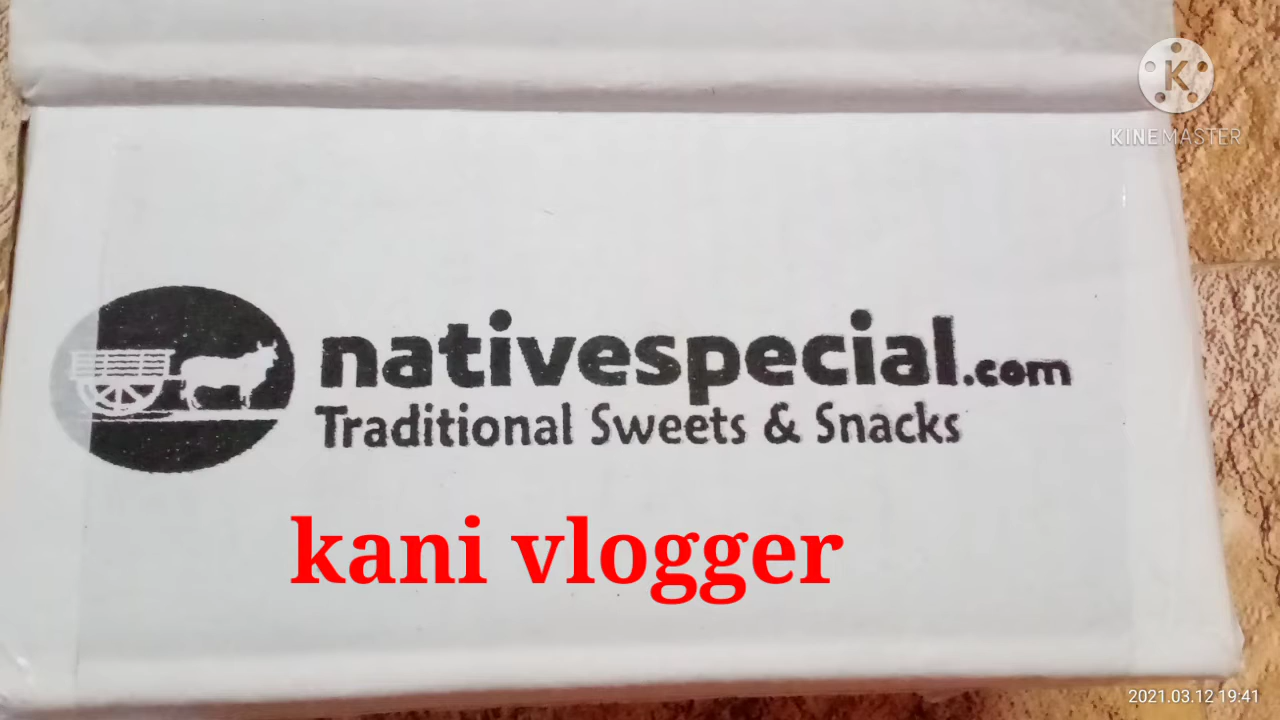 K
KINEMASTER
nativespecial.com
Traditional Sweets & Snacks
kani vlogger
2021.03.12 19:41